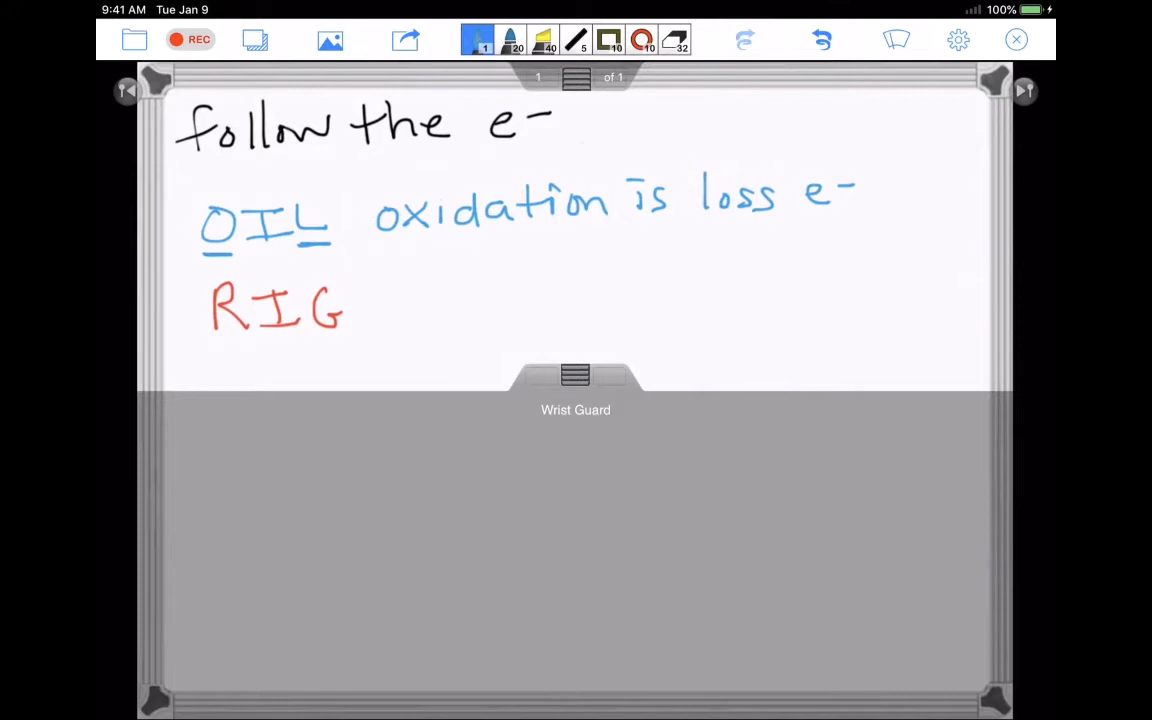 9:41 AM Tue Jan 9 100%
REC 1 20 40 5 10 10 32
1 of 1
follow the e-
OIL oxidation is loss e-
RIG
Wrist Guard